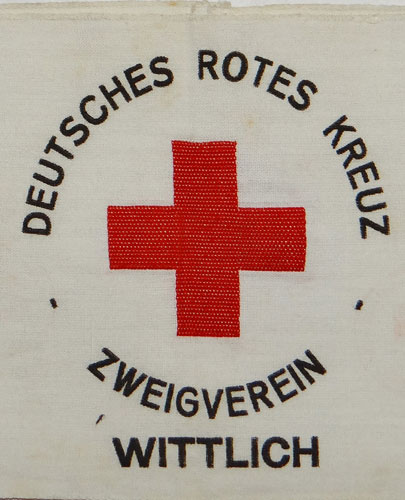 DEUTSCHES ROTES KREUZ
ZWEIGVEREIN
WITTLICH